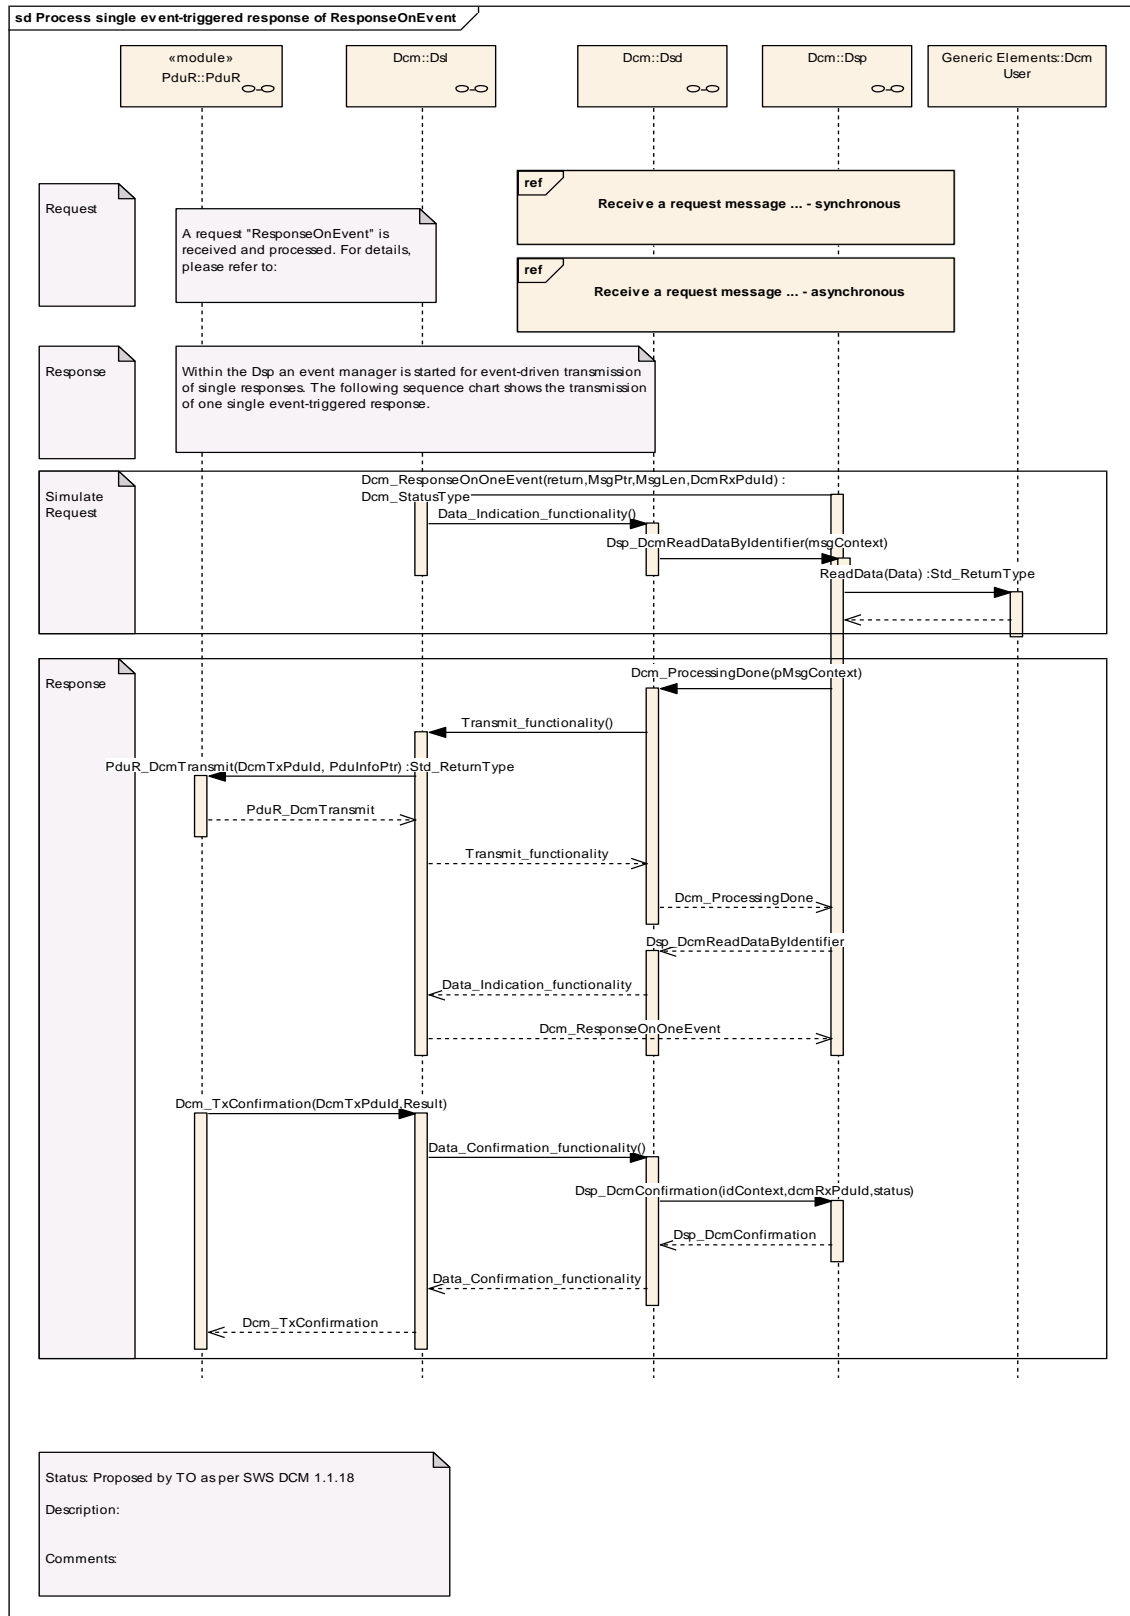 sd Process single event-triggered response of ResponseOnEvent
«module»
PduR::PduR
Dcm::Dsl
Dcm::Dsd
Dcm::Dsp
Generic Elements::Dcm
User
Request
A request "ResponseOnEvent" is
received and processed. For details,
please refer to:
ref
Receive a request message ... - synchronous
ref
Receive a request message ... - asynchronous
Response
Within the Dsp an event manager is started for event-driven transmission
of single responses. The following sequence chart shows the transmission
of one single event-triggered response.
Simulate
Request
Dcm_ResponseOnOneEvent(return,MsgPtr,MsgLen,DcmRxPduId) :
Dcm_StatusType
Data_Indication_functionality()
Dsp_DcmReadDataByIdentifier(msgContext)
ReadData(Data) :Std_ReturnType
Response
Dcm_ProcessingDone(pMsgContext)
Transmit_functionality()
PduR_DcmTransmit(DcmTxPduId, PduInfoPtr) :Std_ReturnType
PduR_DcmTransmit
Transmit_functionality
Dcm_ProcessingDone
Dsp_DcmReadDataByIdentifier
Data_Indication_functionality
Dcm_ResponseOnOneEvent
Dcm_TxConfirmation(DcmTxPduId,Result)
Data_Confirmation_functionality()
Dsp_DcmConfirmation(idContext,dcmRxPduId,status)
Dsp_DcmConfirmation
Data_Confirmation_functionality
Dcm_TxConfirmation
Status: Proposed by TO as per SWS DCM 1.1.18
Description:
Comments: